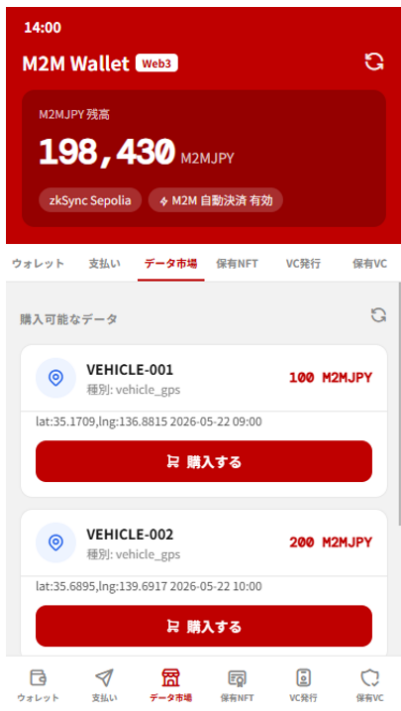 14:00
M2M Wallet Web3
M2MJPY 残高
198,430 M2MJPY
zkSync Sepolia M2M 自動決済 有効
ウォレット 支払い データ市場 保有NFT VC発行 保有VC
購入可能なデータ
VEHICLE-001
種別: vehicle_gps
100 M2MJPY
lat:35.1709,lng:136.8815 2026-05-22 09:00
購入する
VEHICLE-002
種別: vehicle_gps
200 M2MJPY
lat:35.6895,lng:139.6917 2026-05-22 10:00
購入する
ウォレット 支払い データ市場 保有NFT VC発行 保有VC